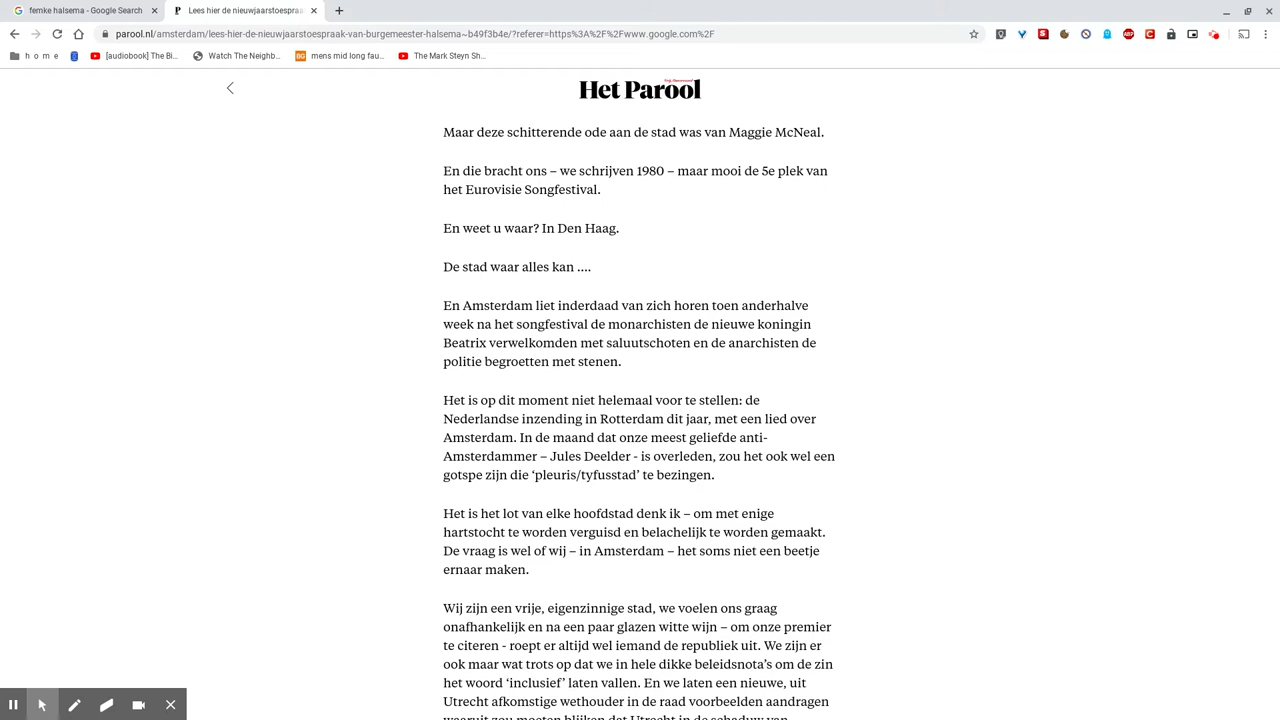 femke halsema - Google Search
Lees hier de nieuwjaarstoespra
parool.nl/amsterdam/lees-hier-de-nieuwjaarstoespraak-van-burgemeester-halsema~b49f3b4e/?referer=https%3A%2F%2Fwww.google.com%2F
h o m e
[audiobook] The Bi...
Watch The Neighb...
BG
mens mid long fau...
The Mark Steyn Sh...
Het Parool
Maar deze schitterende ode aan de stad was van Maggie McNeal.
En die bracht ons – we schrijven 1980 – maar mooi de 5e plek van
het Eurovisie Songfestival.
En weet u waar? In Den Haag.
De stad waar alles kan ....
En Amsterdam liet inderdaad van zich horen toen anderhalve
week na het songfestival de monarchisten de nieuwe koningin
Beatrix verwelkomden met saluutschoten en de anarchisten de
politie begroetten met stenen.
Het is op dit moment niet helemaal voor te stellen: de
Nederlandse inzending in Rotterdam dit jaar, met een lied over
Amsterdam. In de maand dat onze meest geliefde anti-
Amsterdammer – Jules Deelder - is overleden, zou het ook wel een
gotspe zijn die ‘pleuris/tyfusstad’ te bezingen.
Het is het lot van elke hoofdstad denk ik – om met enige
hartstocht te worden verguisd en belachelijk te worden gemaakt.
De vraag is wel of wij – in Amsterdam – het soms niet een beetje
ernaar maken.
Wij zijn een vrije, eigenzinnige stad, we voelen ons graag
onafhankelijk en na een paar glazen witte wijn – om onze premier
te citeren - roept er altijd wel iemand de republiek uit. We zijn er
ook maar wat trots op dat we in hele dikke beleidsnota’s om de zin
het woord ‘inclusief’ laten vallen. En we laten een nieuwe, uit
Utrecht afkomstige wethouder in de raad voorbeelden aandragen
waaruit zou moeten blijken dat Utrecht in de schaduw van